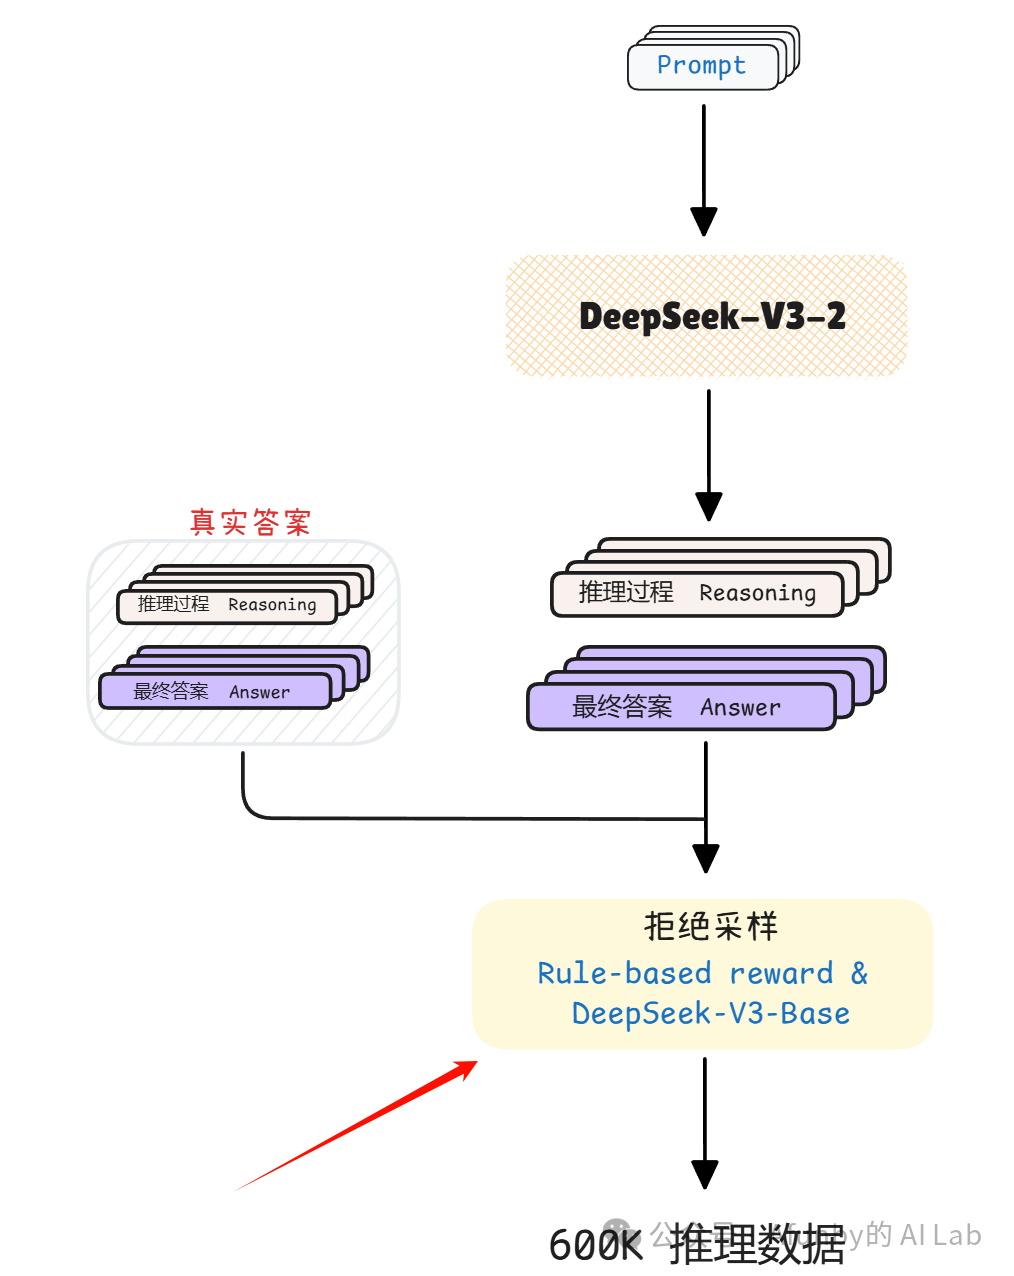 Prompt
DeepSeek-V3-2
真实答案
推理过程 Reasoning
最终答案 Answer
推理过程 Reasoning
最终答案 Answer
拒绝采样
Rule-based reward &
DeepSeek-V3-Base
600K 推理数据
公众号 的 AI Lab